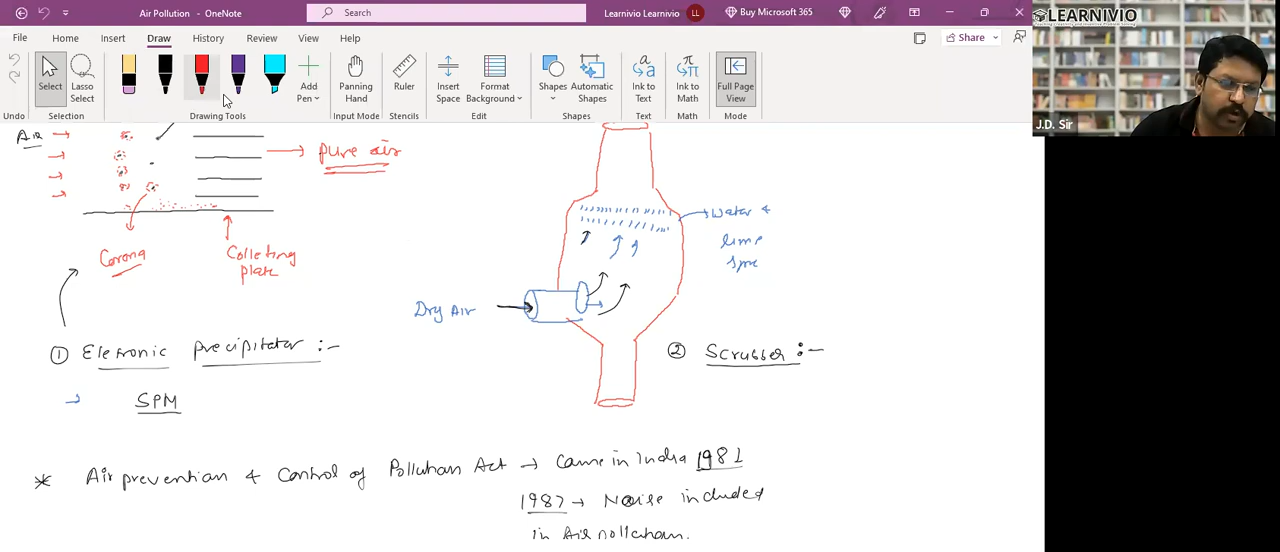 Air Pollution - OneNote
Search
Learnivio Learnivio
LL
Buy Microsoft 365
LEARNIVIO
File
Home
Insert
Draw
History
Review
View
Help
Share
Select
Lasso
Select
Add
Pen
Panning
Hand
Ruler
Insert
Space
Format
Background
Shapes
Automatic
Shapes
Ink to
Text
Ink to
Math
Full Page
View
Undo
Selection
Drawing Tools
Input Mode
Stencils
Editing
Shapes
Convert
Mode
J.D. Sir
Air
pure air
Corona
Colleting
plate
Water &
lime
Dry Air
① Eletronic precipitator :-
SPM
② Scrubber :-
* Air prevention & Control of Pollution Act → Came in India 1981
1987 → Noise included
in Air pollution.